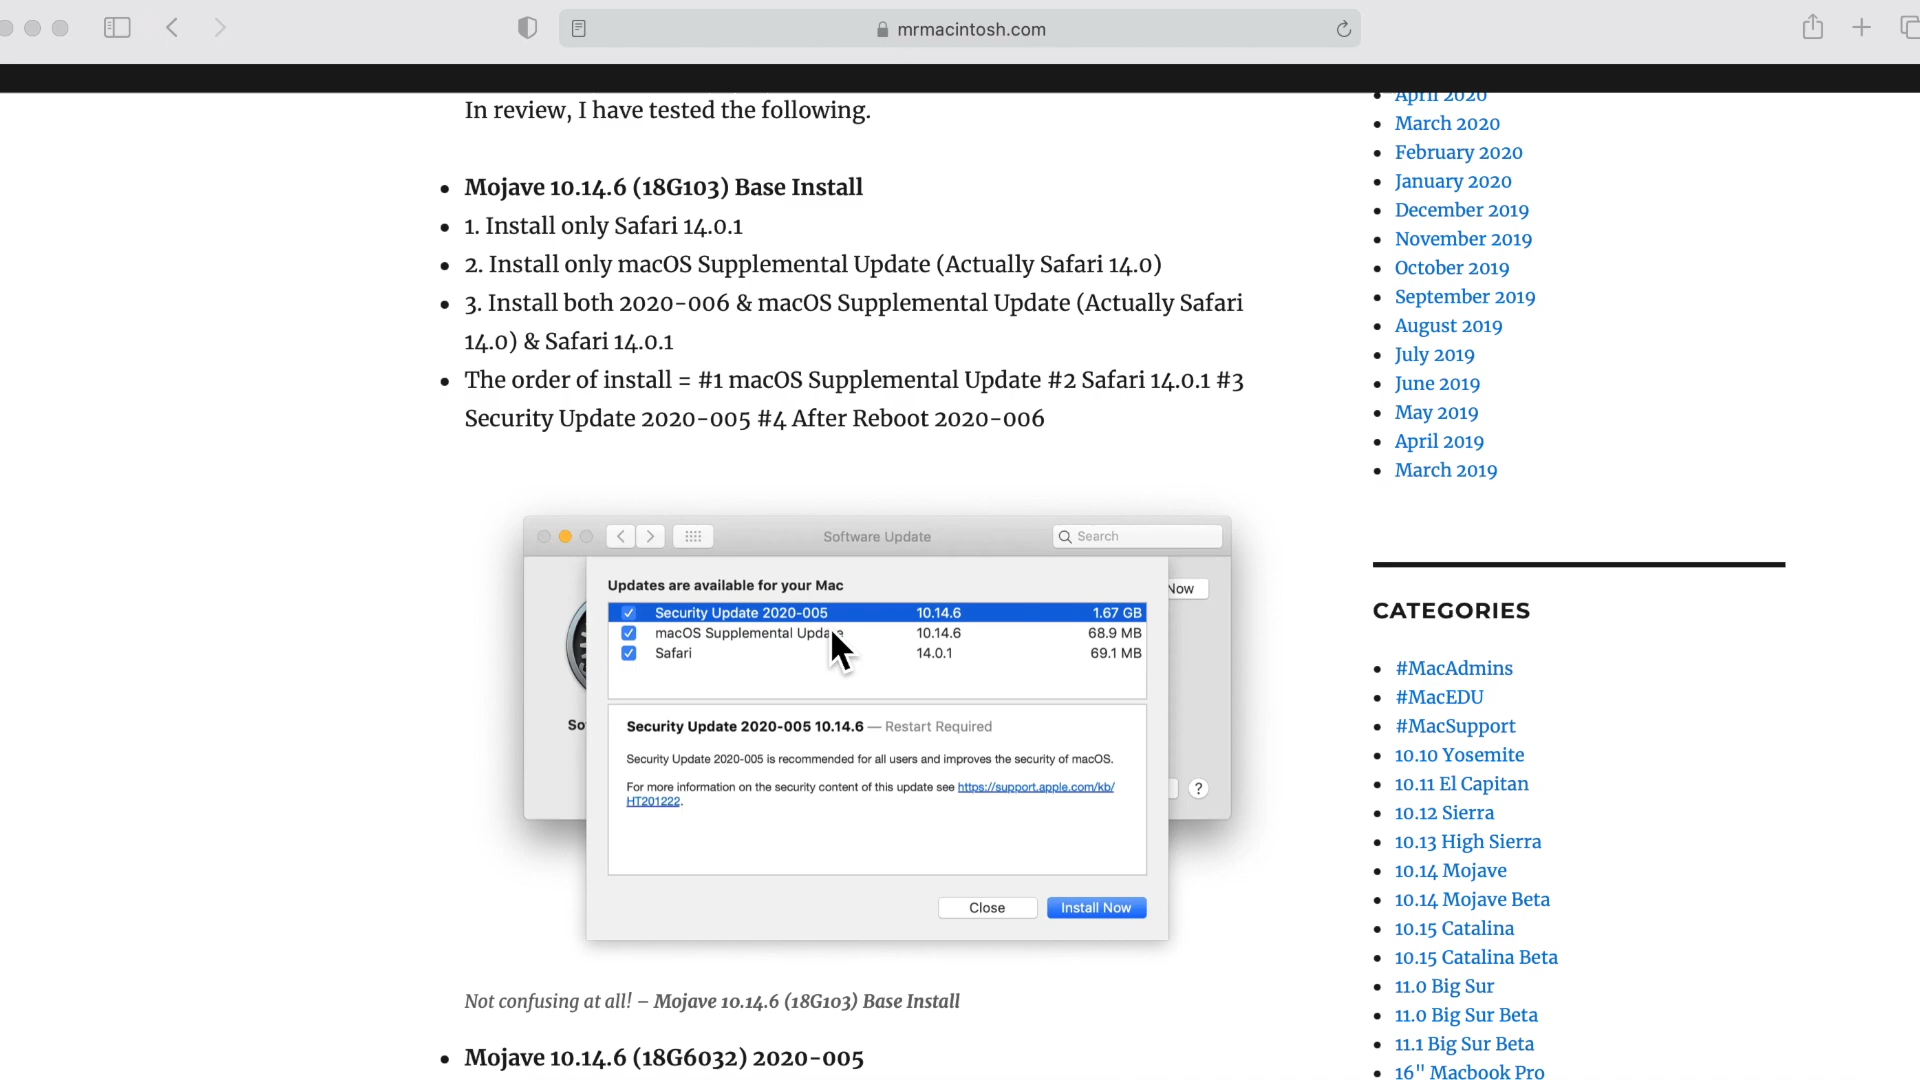 mrmacintosh.com
In review, I have tested the following.
Mojave 10.14.6 (18G103) Base Install
1. Install only Safari 14.0.1
2. Install only macOS Supplemental Update (Actually Safari 14.0)
3. Install both 2020-006 & macOS Supplemental Update (Actually Safari
14.0) & Safari 14.0.1
The order of install = #1 macOS Supplemental Update #2 Safari 14.0.1 #3
Security Update 2020-005 #4 After Reboot 2020-006
Software Update
Search
Now
Updates are available for your Mac
Security Update 2020-005 10.14.6 1.67 GB
macOS Supplemental Update 10.14.6 68.9 MB
Safari 14.0.1 69.1 MB
So
Security Update 2020-005 10.14.6 — Restart Required
Security Update 2020-005 is recommended for all users and improves the security of macOS.
For more information on the security content of this update see https://support.apple.com/kb/
HT201222.
?
Close Install Now
Not confusing at all! – Mojave 10.14.6 (18G103) Base Install
Mojave 10.14.6 (18G6032) 2020-005
April 2020
March 2020
February 2020
January 2020
December 2019
November 2019
October 2019
September 2019
August 2019
July 2019
June 2019
May 2019
April 2019
March 2019
CATEGORIES
#MacAdmins
#MacEDU
#MacSupport
10.10 Yosemite
10.11 El Capitan
10.12 Sierra
10.13 High Sierra
10.14 Mojave
10.14 Mojave Beta
10.15 Catalina
10.15 Catalina Beta
11.0 Big Sur
11.0 Big Sur Beta
11.1 Big Sur Beta
16" Macbook Pro